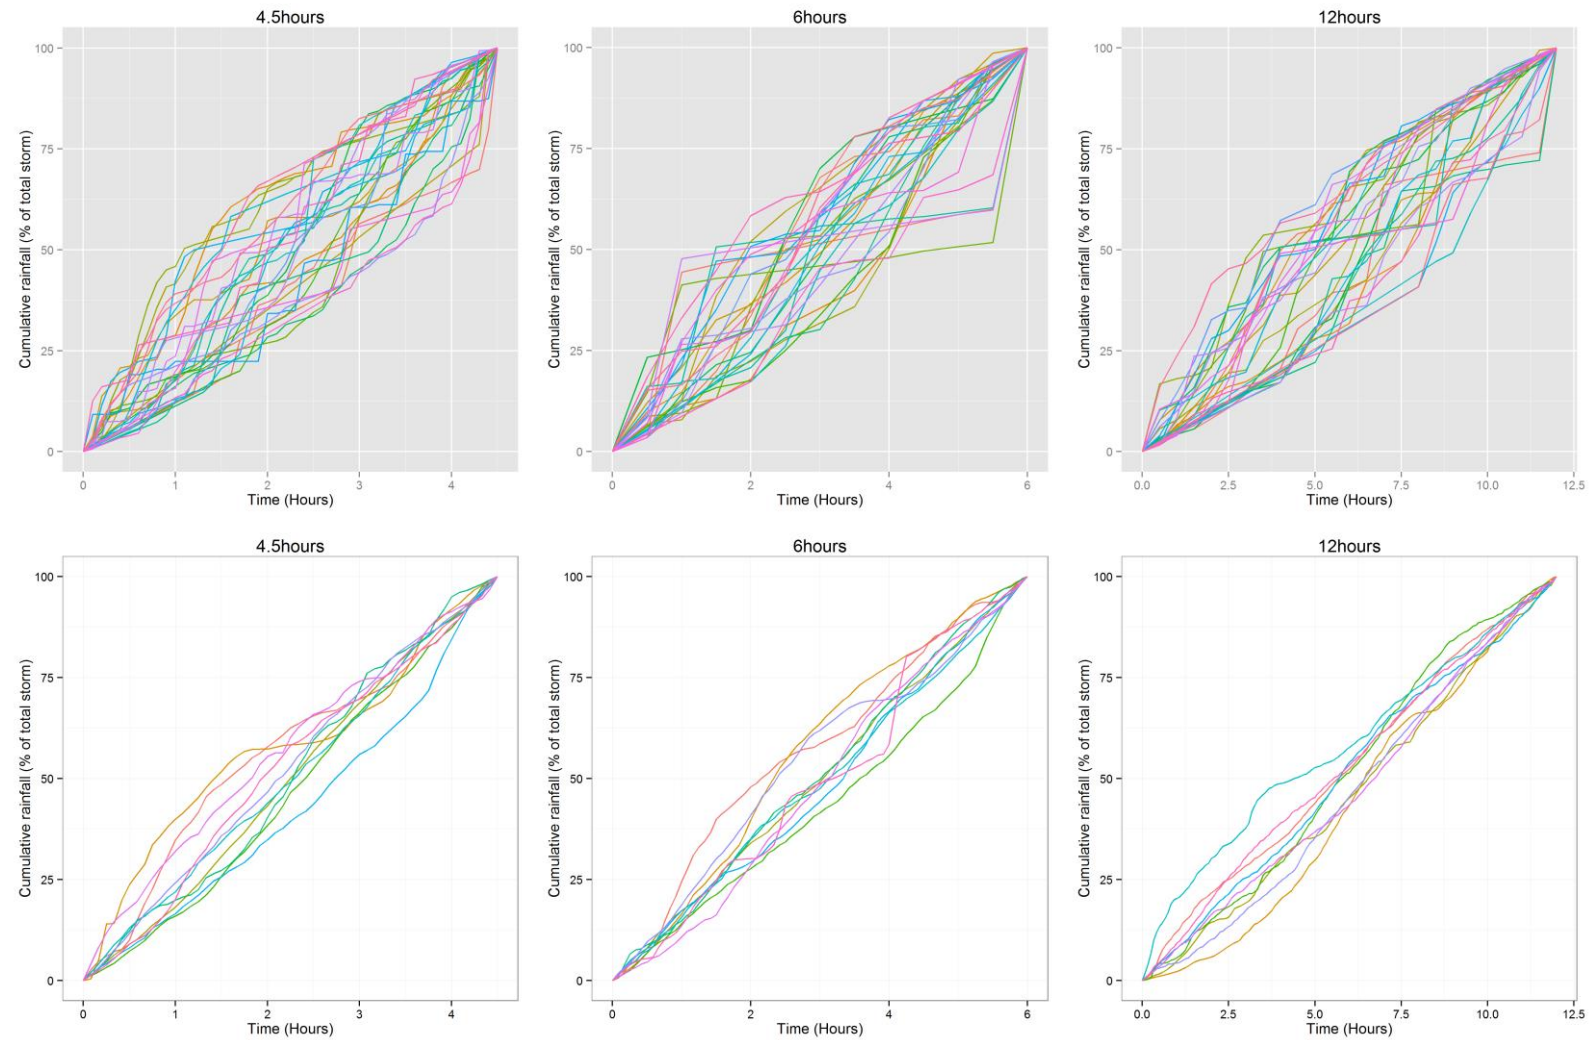 4.5hours
Cumulative rainfall (% of total storm)
100
75
50
25
0
0 1 2 3 4
Time (Hours)
6hours
Cumulative rainfall (% of total storm)
100
75
50
25
0
0 2 4 6
Time (Hours)
12hours
Cumulative rainfall (% of total storm)
100
75
50
25
0
0.0 2.5 5.0 7.5 10.0 12.5
Time (Hours)
4.5hours
Cumulative rainfall (% of total storm)
100
75
50
25
0
0 1 2 3 4
Time (Hours)
6hours
Cumulative rainfall (% of total storm)
100
75
50
25
0
0 2 4 6
Time (Hours)
12hours
Cumulative rainfall (% of total storm)
100
75
50
25
0
0.0 2.5 5.0 7.5 10.0 12.5
Time (Hours)